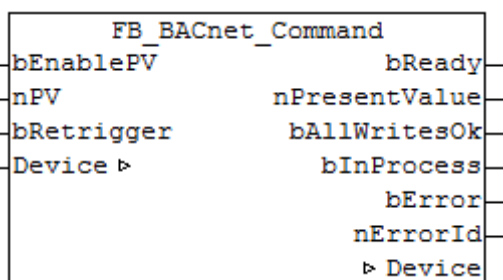 FB_BACnet_Command
bEnablePV bReady
nPV nPresentValue
bRetrigger bAllWritesOk
Device ▷ bInProcess
bError
nErrorId
▷ Device